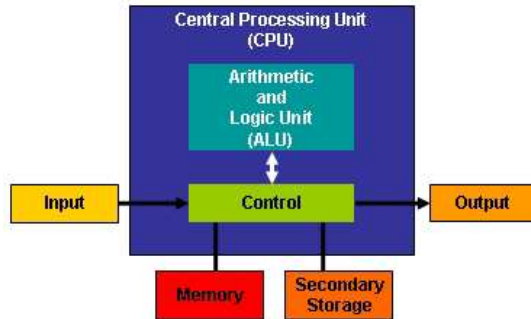 Central Processing Unit
(CPU)
Arithmetic
and
Logic Unit
(ALU)
Input
Control
Output
Memory
Secondary
Storage